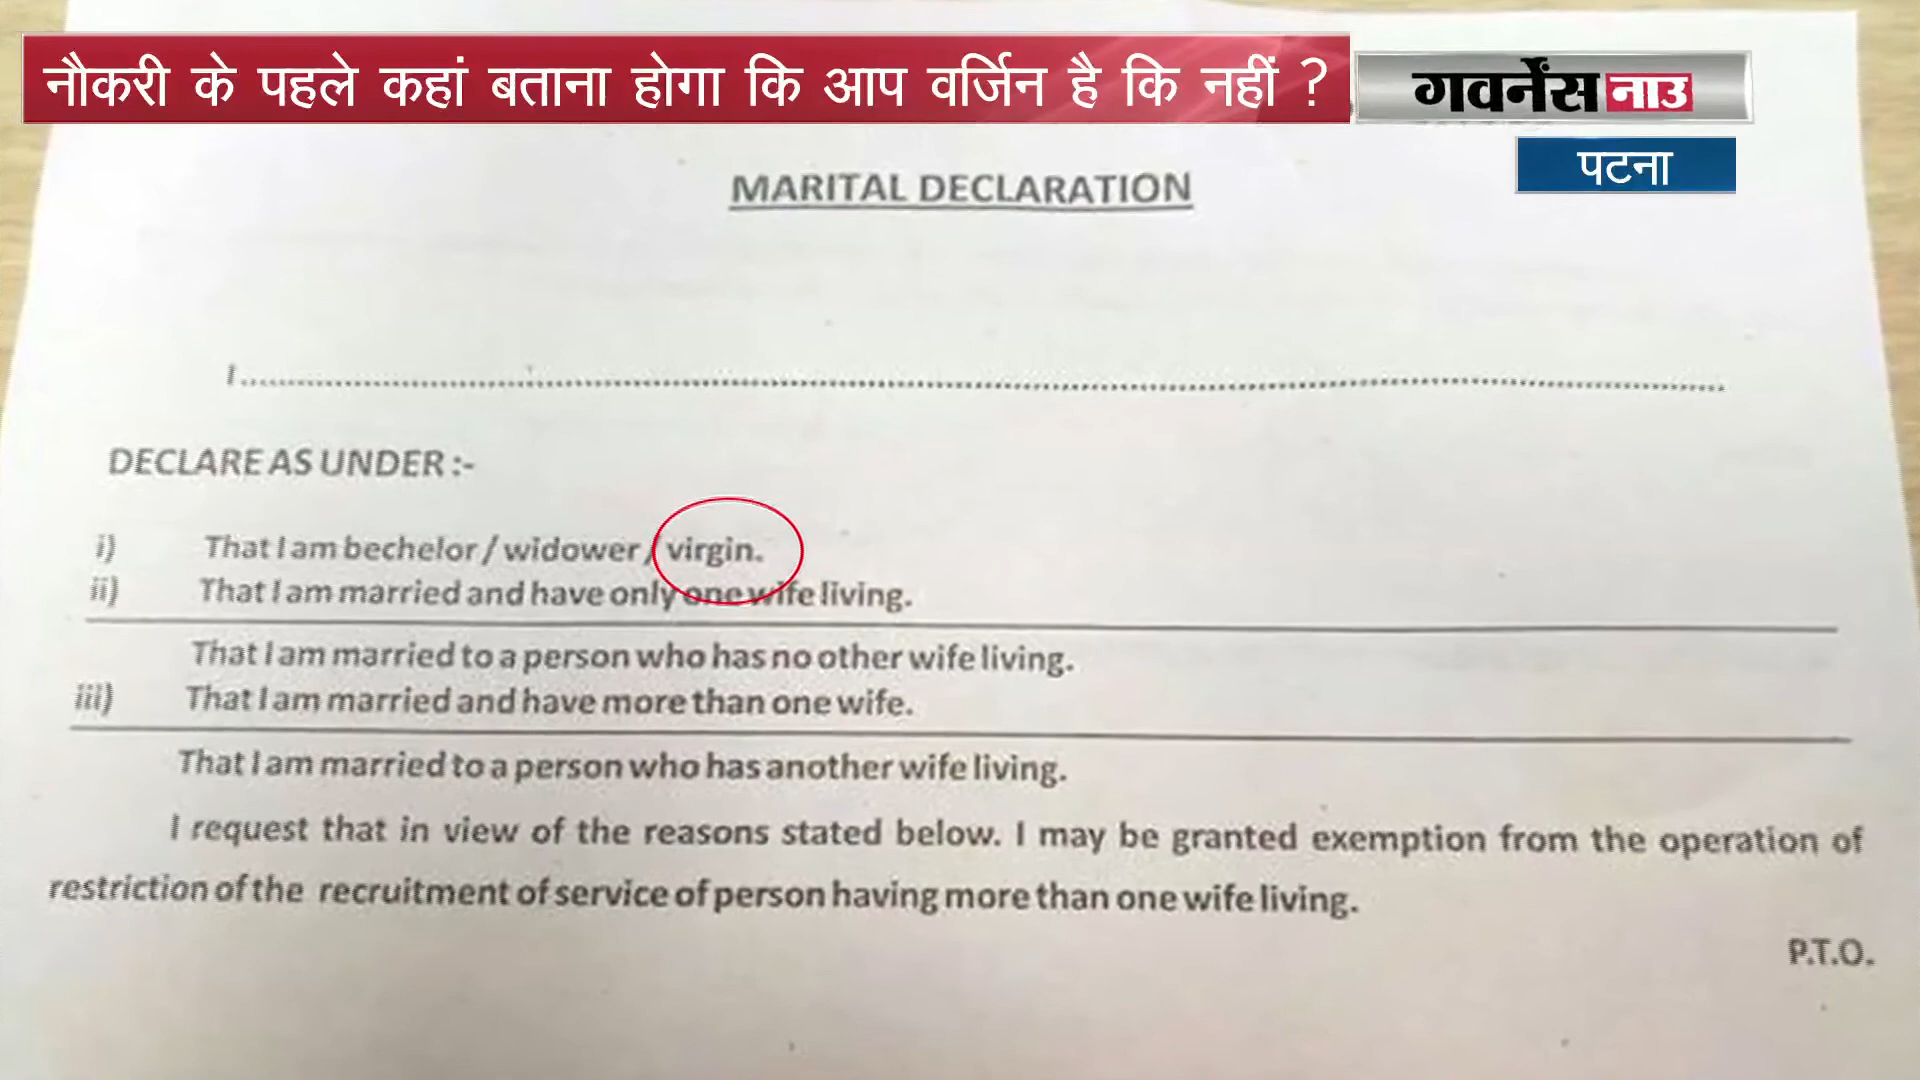 नौकरी के पहले कहां बताना होगा कि आप वर्जिन है कि नहीं ?
गवर्नेंस नाउ
पटना
MARITAL DECLARATION
I........................................................................
DECLARE AS UNDER :-
i) That I am bechelor / widower / virgin.
ii) That I am married and have only one wife living.
That I am married to a person who has no other wife living.
iii) That I am married and have more than one wife.
That I am married to a person who has another wife living.
I request that in view of the reasons stated below. I may be granted exemption from the operation of
restriction of the recruitment of service of person having more than one wife living.
P.T.O.